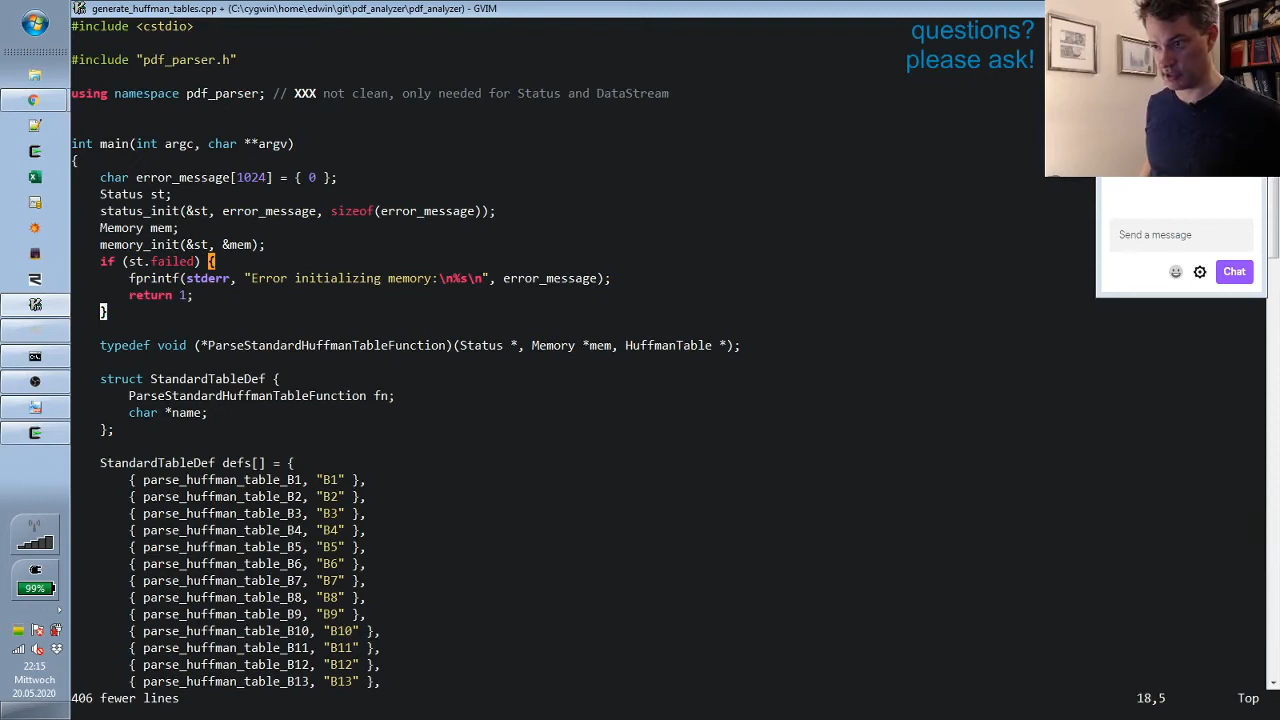 generate_huffman_tables.cpp + (C:\cygwin\home\edwin\git\pdf_analyzer\pdf_analyzer) - GVIM
#include <cstdio>
#include "pdf_parser.h"
using namespace pdf_parser; // XXX not clean, only needed for Status and DataStream
int main(int argc, char **argv)
{
    char error_message[1024] = { 0 };
    Status st;
    status_init(&st, error_message, sizeof(error_message));
    Memory mem;
    memory_init(&st, &mem);
    if (st.failed) {
        fprintf(stderr, "Error initializing memory:\n%s\n", error_message);
        return 1;
    }
    typedef void (*ParseStandardHuffmanTableFunction)(Status *, Memory *mem, HuffmanTable *);
    struct StandardTableDef {
        ParseStandardHuffmanTableFunction fn;
        char *name;
    };
    StandardTableDef defs[] = {
        { parse_huffman_table_B1, "B1" },
        { parse_huffman_table_B2, "B2" },
        { parse_huffman_table_B3, "B3" },
        { parse_huffman_table_B4, "B4" },
        { parse_huffman_table_B5, "B5" },
        { parse_huffman_table_B6, "B6" },
        { parse_huffman_table_B7, "B7" },
        { parse_huffman_table_B8, "B8" },
        { parse_huffman_table_B9, "B9" },
        { parse_huffman_table_B10, "B10" },
        { parse_huffman_table_B11, "B11" },
        { parse_huffman_table_B12, "B12" },
        { parse_huffman_table_B13, "B13" },
406 fewer lines
18,5
Top
questions?
please ask!
Send a message
Chat
99%
22:15
Mittwoch
20.05.2020